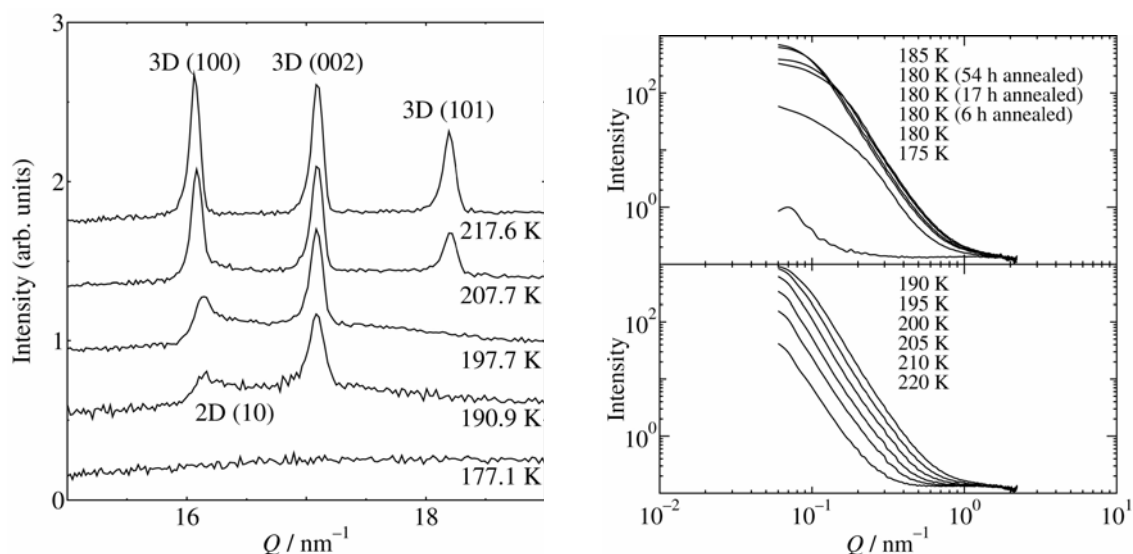 3
3D (100)
3D (002)
3D (101)
2
217.6 K
207.7 K
1
197.7 K
190.9 K
2D (10)
177.1 K
0
16
18
Intensity (arb. units)
Q / nm⁻¹
185 K
180 K (54 h annealed)
180 K (17 h annealed)
180 K (6 h annealed)
180 K
175 K
10²
10⁰
Intensity
190 K
195 K
200 K
205 K
210 K
220 K
10²
10⁰
Intensity
10⁻²
10⁻¹
10⁰
10¹
Q / nm⁻¹